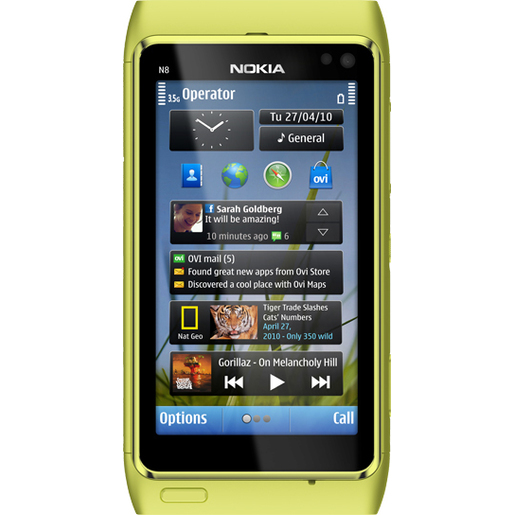 N8
NOKIA
3.5G Operator
Tu 27/04/10
General
ovi
f Sarah Goldberg
It will be amazing!
10 minutes ago 6
ovi OVI mail (5)
Found great new apps from Ovi Store
Discovered a cool place with Ovi Maps
Tiger Trade Slashes
Cats' Numbers
April 27,
2010 - Only 350 wild
Nat Geo
Gorillaz - On Melancholy Hill
Options
Call